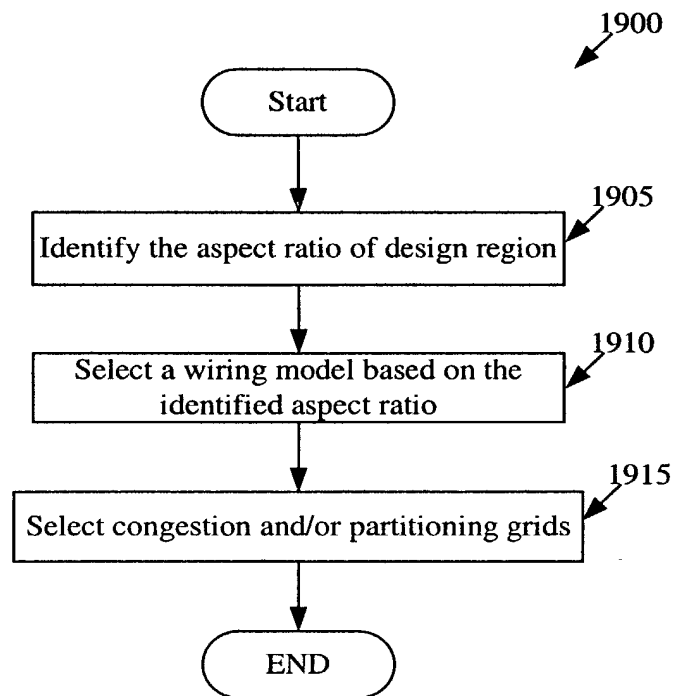 1900
Start
1905
Identify the aspect ratio of design region
1910
Select a wiring model based on the
identified aspect ratio
1915
Select congestion and/or partitioning grids
END